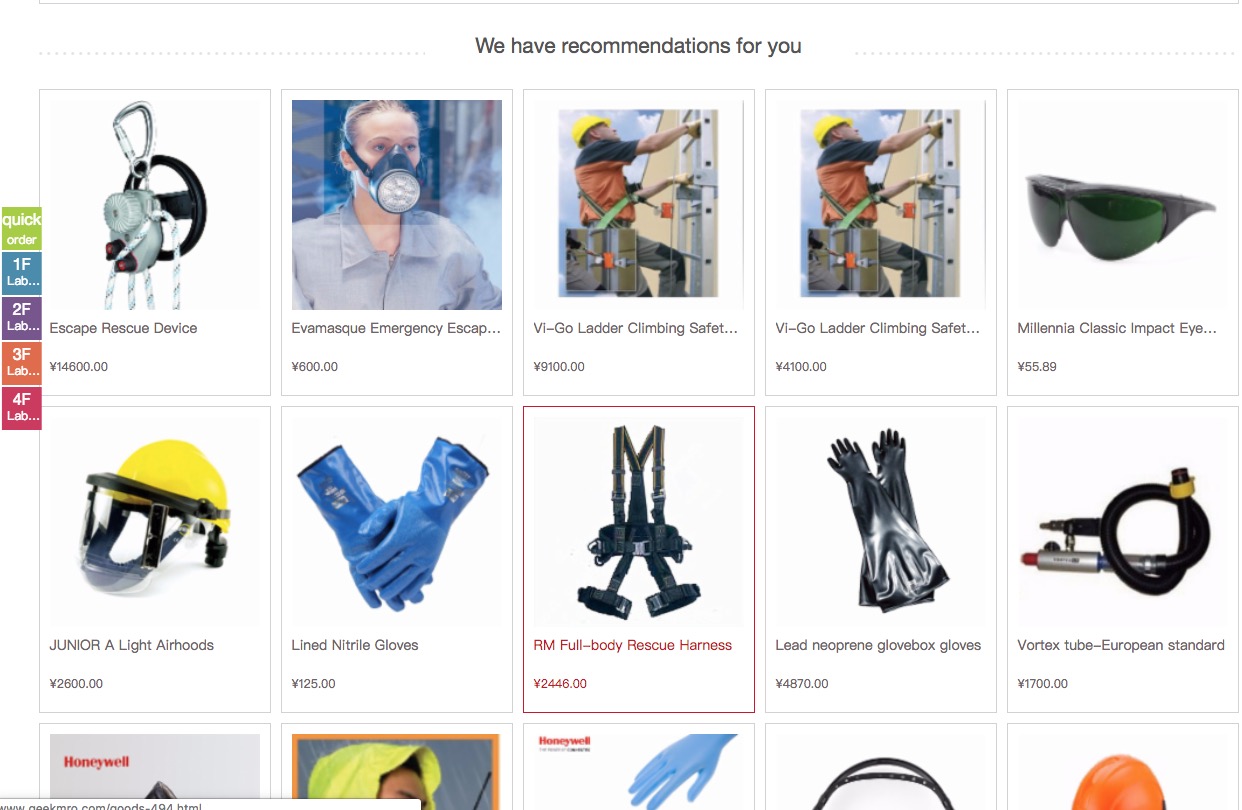 We have recommendations for you
quick
order
1F
Lab...
2F
Lab...
3F
Lab...
4F
Lab...
Escape Rescue Device
Evamasque Emergency Escap...
Vi-Go Ladder Climbing Safet...
Vi-Go Ladder Climbing Safet...
Millennia Classic Impact Eye...
¥14600.00
¥600.00
¥9100.00
¥4100.00
¥55.89
JUNIOR A Light Airhoods
Lined Nitrile Gloves
RM Full-body Rescue Harness
Lead neoprene glovebox gloves
Vortex tube-European standard
¥2600.00
¥125.00
¥2446.00
¥4870.00
¥1700.00
Honeywell
Honeywell
www.geekmro.com/goods-494.html